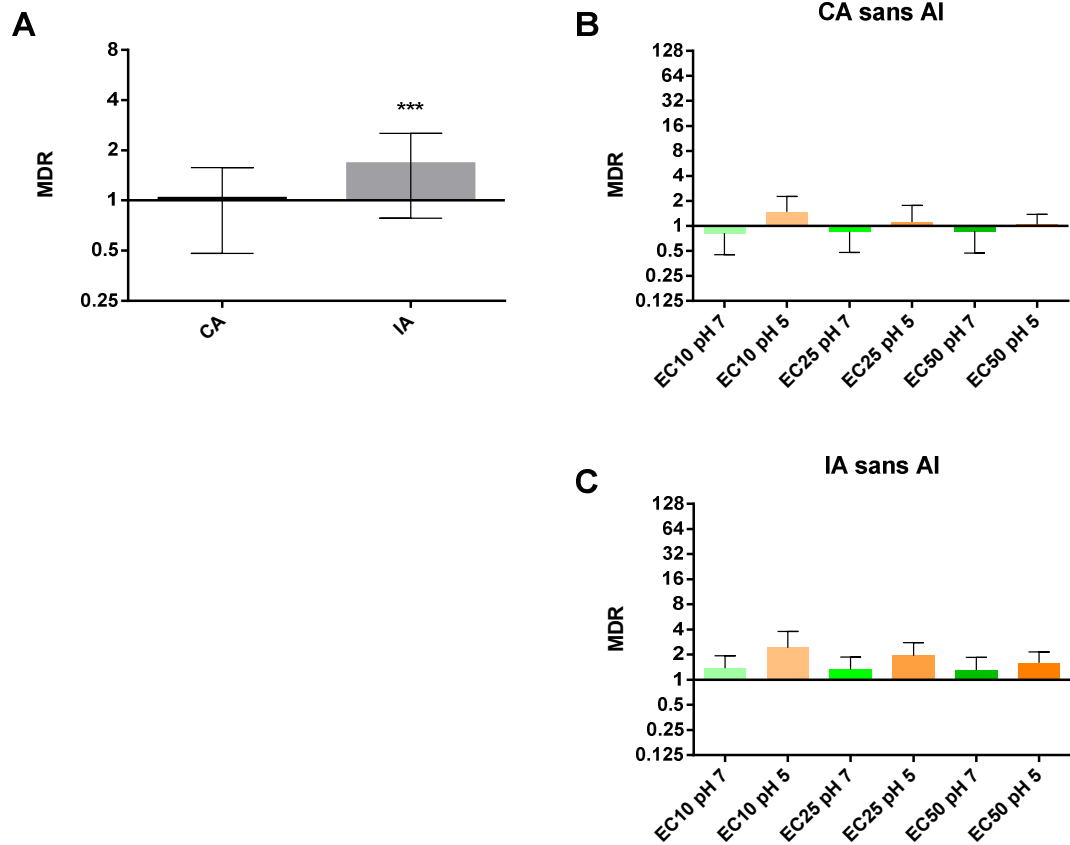 A
MDR
8
4
2
1
0.5
0.25
***
CA
IA
B
CA sans AI
MDR
128
64
32
16
8
4
2
1
0.5
0.25
0.125
EC10 pH 7
EC10 pH 5
EC25 pH 7
EC25 pH 5
EC50 pH 7
EC50 pH 5
C
IA sans AI
MDR
128
64
32
16
8
4
2
1
0.5
0.25
0.125
EC10 pH 7
EC10 pH 5
EC25 pH 7
EC25 pH 5
EC50 pH 7
EC50 pH 5